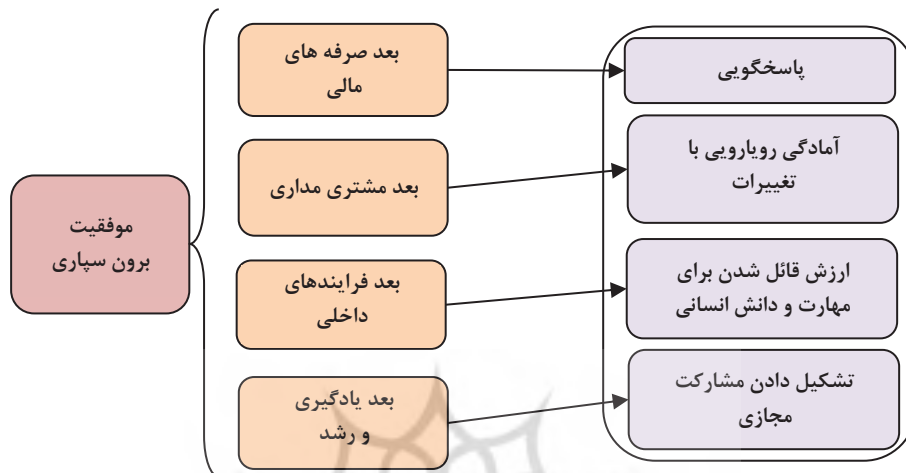 بعد صرفه های
مالی
پاسخگویی
بعد مشتری مداری
آمادگی رویارویی با
تغییرات
موفقیت
برون سپاری
بعد فرایندهای
داخلی
ارزش قائل شدن برای
مهارت و دانش انسانی
بعد یادگیری
و رشد
تشکیل دادن مشارکت
مجازی